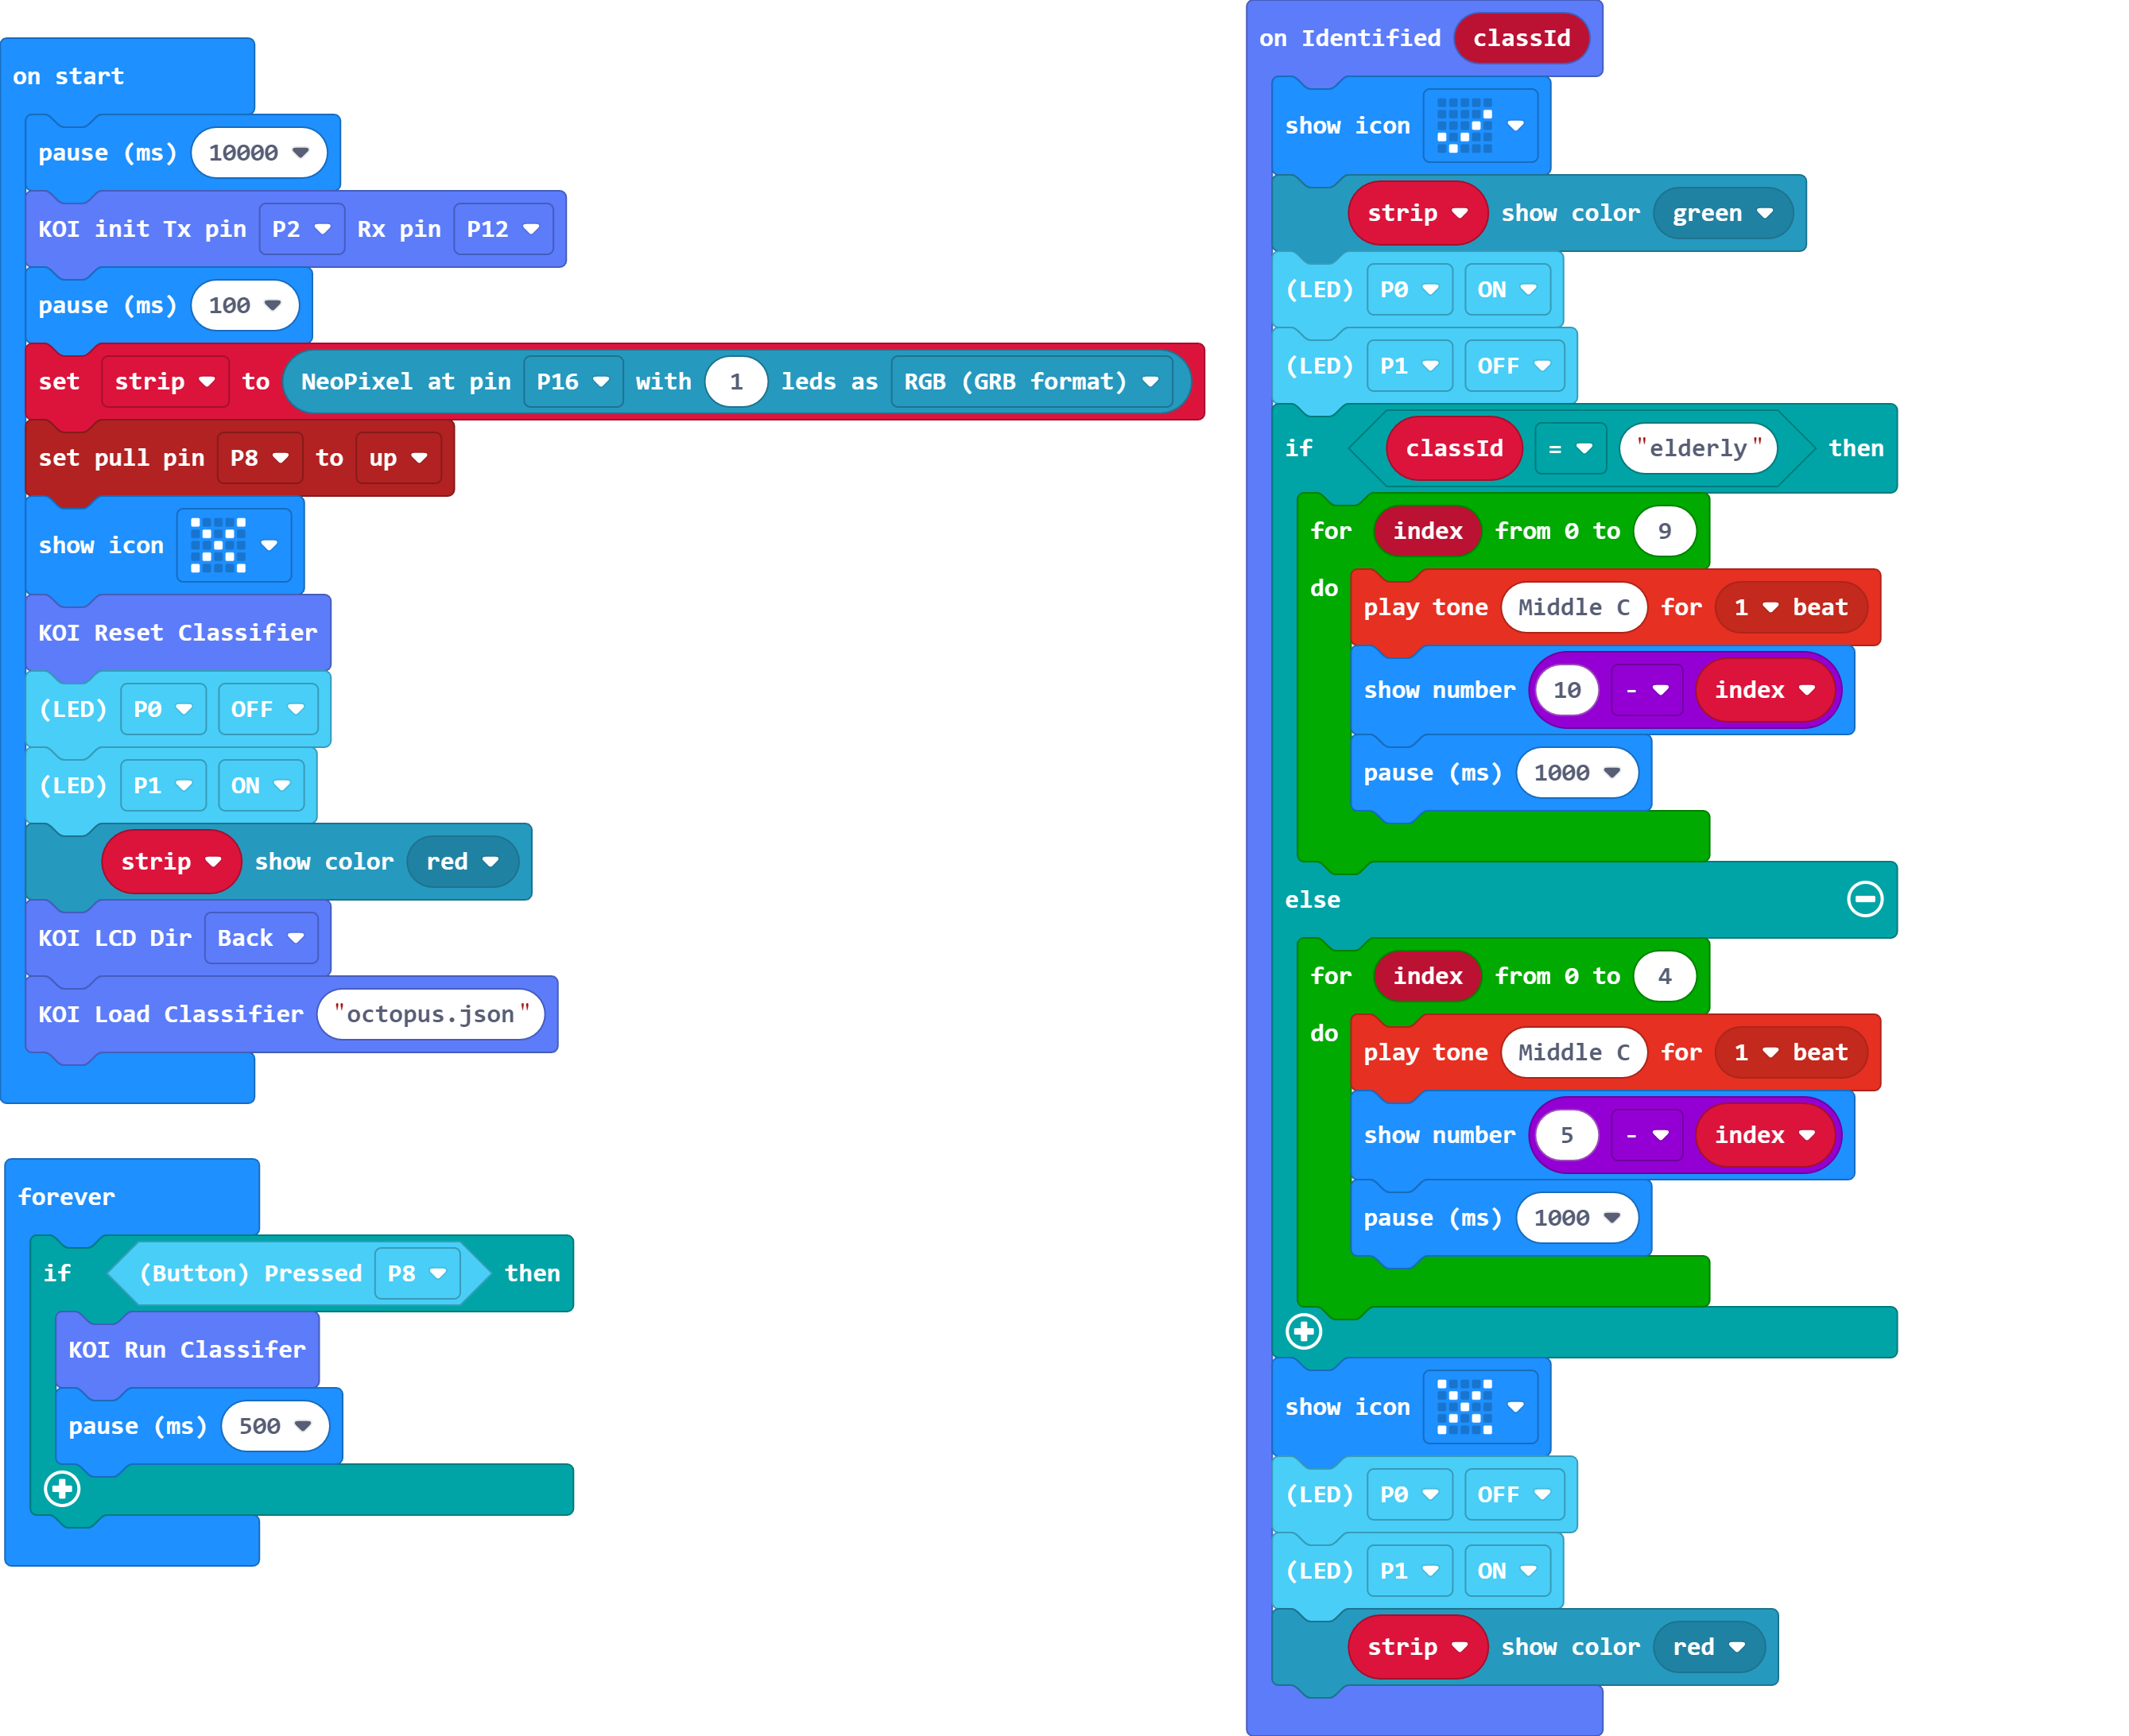 on start
pause (ms) 10000
KOI init Tx pin P2 Rx pin P12
pause (ms) 100
set strip to NeoPixel at pin P16 with 1 leds as RGB (GRB format)
set pull pin P8 to up
show icon
KOI Reset Classifier
(LED) P0 OFF
(LED) P1 ON
strip show color red
KOI LCD Dir Back
KOI Load Classifier "octopus.json"
forever
if (Button) Pressed P8 then
KOI Run Classifer
pause (ms) 500
on Identified classId
show icon
strip show color green
(LED) P0 ON
(LED) P1 OFF
if classId = "elderly" then
for index from 0 to 9
do
play tone Middle C for 1 beat
show number 10 - index
pause (ms) 1000
else
for index from 0 to 4
do
play tone Middle C for 1 beat
show number 5 - index
pause (ms) 1000
show icon
(LED) P0 OFF
(LED) P1 ON
strip show color red